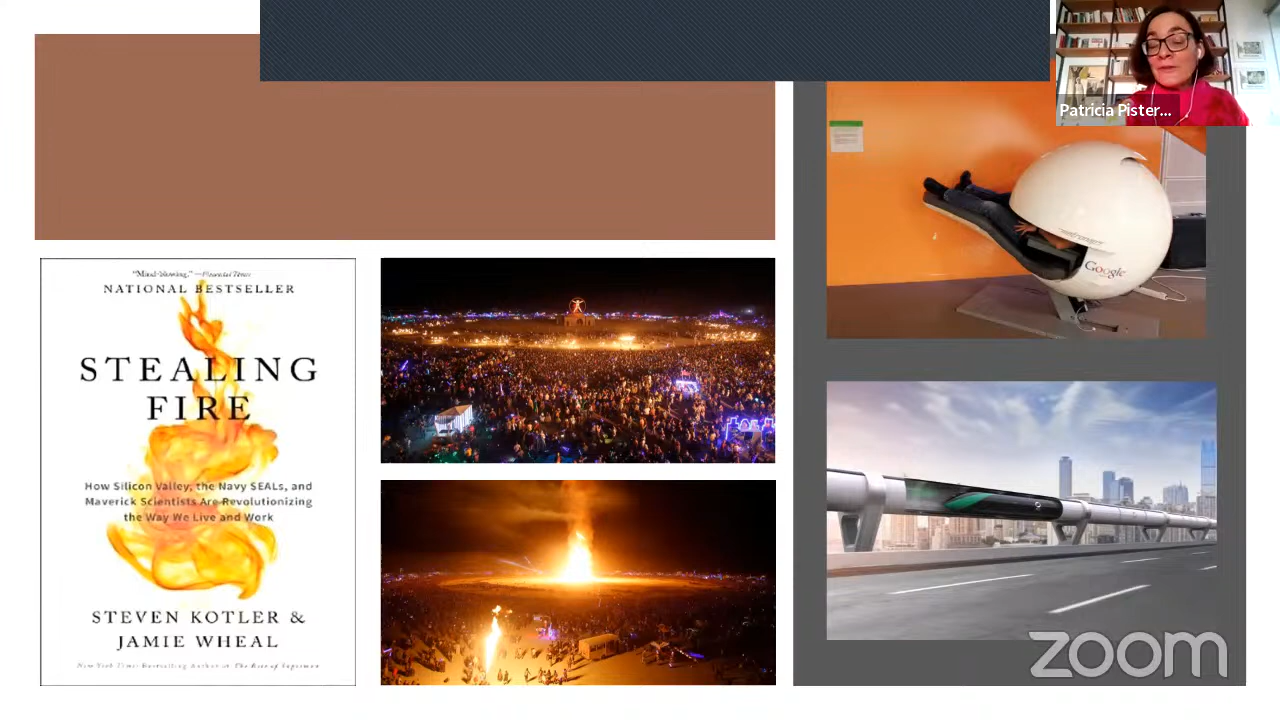 Patricia Pister...
"Mind-blowing." —Financial Times
NATIONAL BESTSELLER
STEALING
FIRE
How Silicon Valley, the Navy SEALs, and
Maverick Scientists Are Revolutionizing
the Way We Live and Work
STEVEN KOTLER &
JAMIE WHEAL
New York Times Bestselling Author of The Rise of Superman
Google
zoom